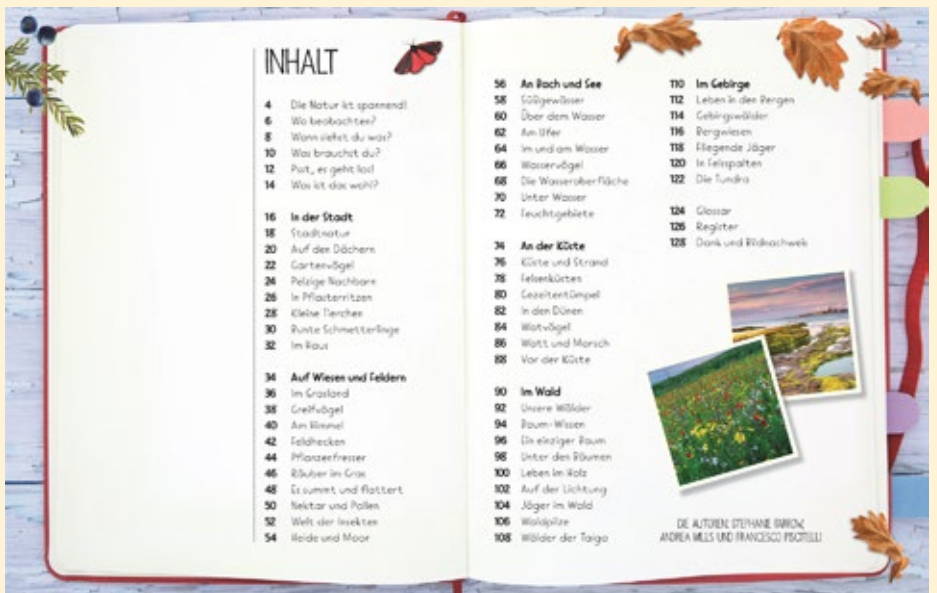 INHALT
4 Die Natur ist spannend!
6 Wo beobachten?
8 Wann siehst du was?
10 Was brauchst du?
12 Psst, es geht los!
14 Was ist das wohl?
16 In der Stadt
18 Stadtnatur
20 Auf den Dächern
22 Gartenvögel
24 Pelzige Nachbarn
26 In Pflasterritzen
28 Kleine Tierchen
30 Bunte Schmetterlinge
32 Im Haus
34 Auf Wiesen und Feldern
36 Im Grasland
38 Greifvögel
40 Am Himmel
42 Feldhecken
44 Pflanzenfresser
46 Räuber im Gras
48 Es summt und flattert
50 Nektar und Pollen
52 Welt der Insekten
54 Heide und Moor
56 An Bach und See
58 Süßgewässer
60 Über dem Wasser
62 Am Ufer
64 Im und am Wasser
66 Wasservögel
68 Die Wasseroberfläche
70 Unter Wasser
72 Feuchtgebiete
74 An der Küste
76 Küste und Strand
78 Felsenküsten
80 Gezeitentümpel
82 In den Dünen
84 Watvögel
86 Watt und Marsch
88 Vor der Küste
90 Im Wald
92 Unsere Wälder
94 Baum-Wissen
96 Ein einziger Baum
98 Unter den Bäumen
100 Leben im Holz
102 Auf der Lichtung
104 Jäger im Wald
106 Waldpilze
108 Wälder der Taiga
110 Im Gebirge
112 Leben in den Bergen
114 Gebirgswälder
116 Bergwiesen
118 Fliegende Jäger
120 In Felsspalten
122 Die Tundra
124 Glossar
126 Register
128 Dank und Bildnachweis
DIE AUTOREN: STEPHANIE FARROW,
ANDREA MILLS UND FRANCESCO PISCITELLI